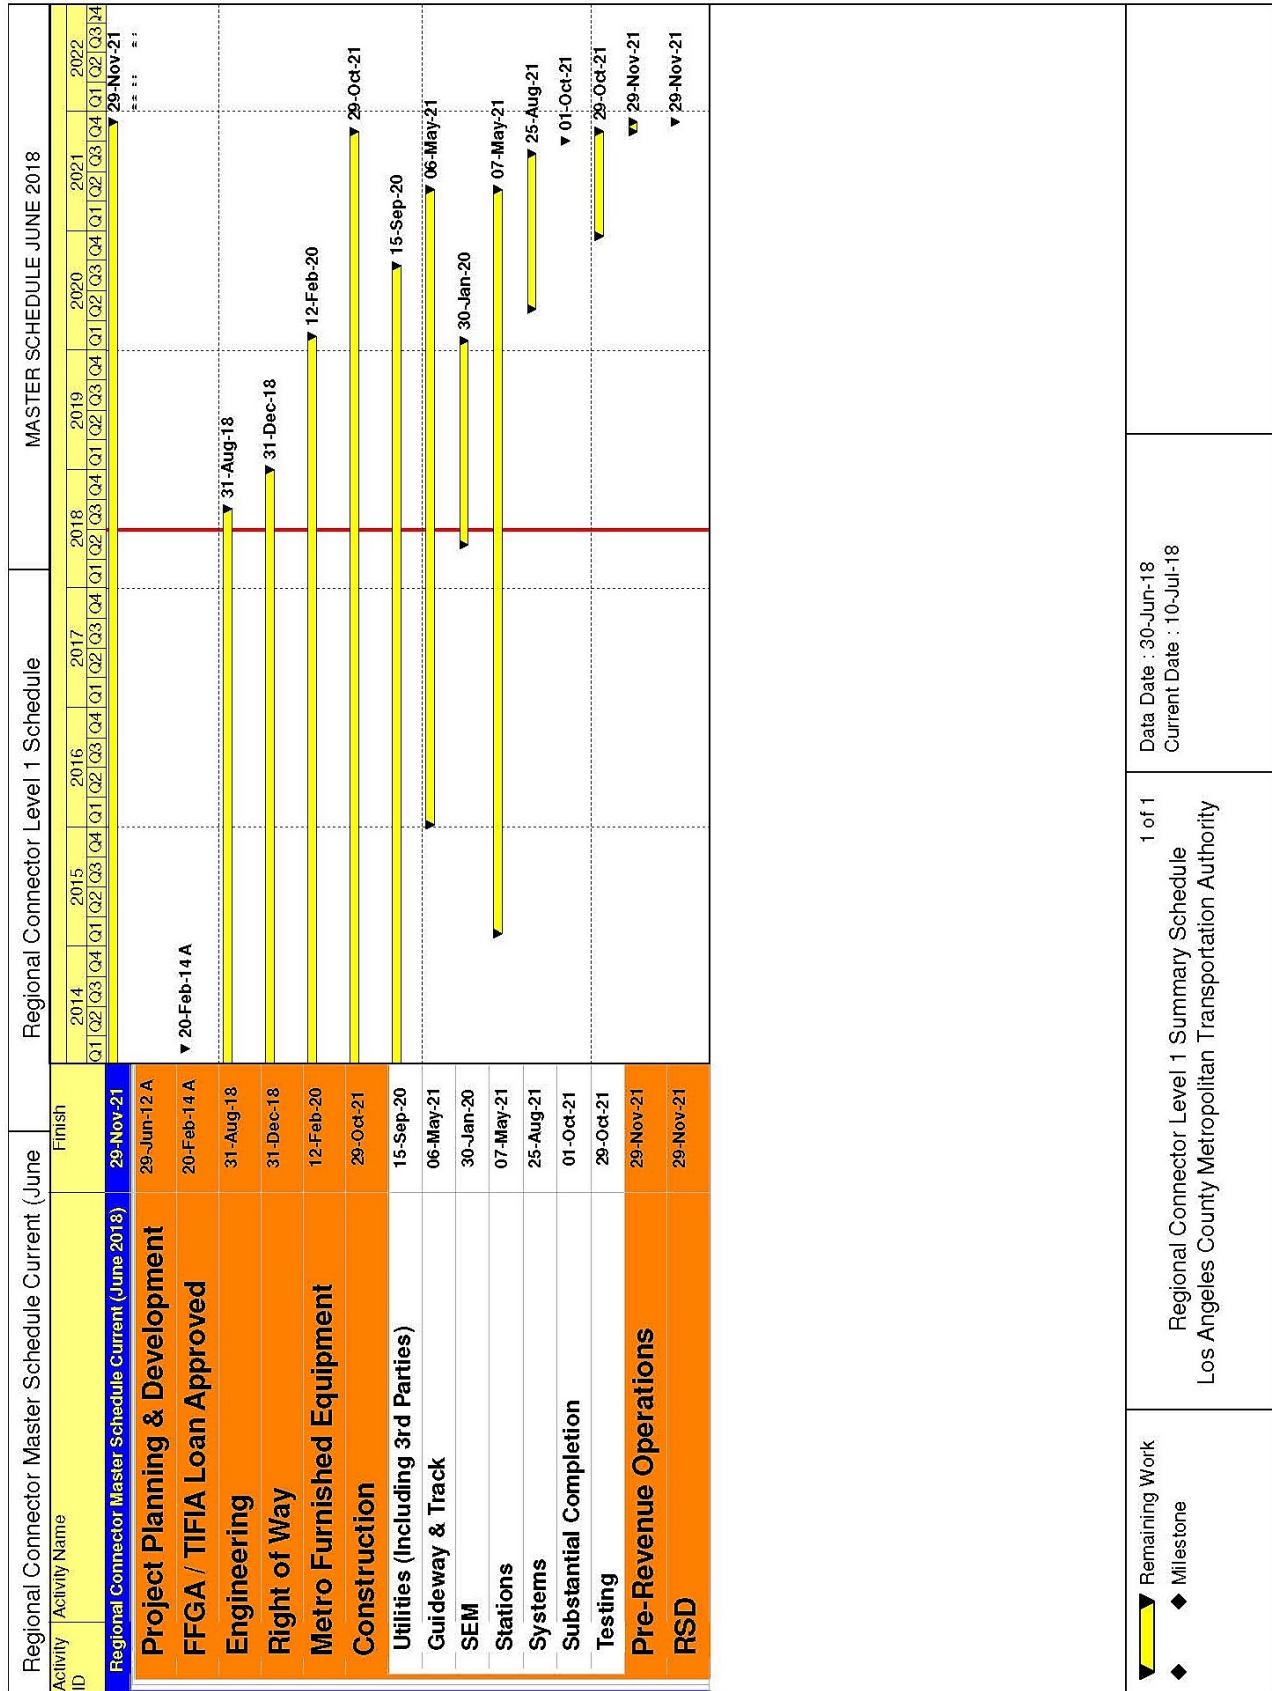 Regional Connector Master Schedule Current (June
Regional Connector Level 1 Schedule
MASTER SCHEDULE JUNE 2018
Activity ID
Activity Name
Finish
2014 2015 2016 2017 2018 2019 2020 2021 2022
Q1 Q2 Q3 Q4 Q1 Q2 Q3 Q4 Q1 Q2 Q3 Q4 Q1 Q2 Q3 Q4 Q1 Q2 Q3 Q4 Q1 Q2 Q3 Q4 Q1 Q2 Q3 Q4 Q1 Q2 Q3 Q4 Q1 Q2 Q3 Q4
Regional Connector Master Schedule Current (June 2018) 29-Nov-21 29-Nov-21
Project Planning & Development 29-Jun-12 A
FFGA / TIFIA Loan Approved 20-Feb-14 A 20-Feb-14 A
Engineering 31-Aug-18 31-Aug-18
Right of Way 31-Dec-18 31-Dec-18
Metro Furnished Equipment 12-Feb-20 12-Feb-20
Construction 29-Oct-21 29-Oct-21
Utilities (Including 3rd Parties) 15-Sep-20 15-Sep-20
Guideway & Track 06-May-21 06-May-21
SEM 30-Jan-20 30-Jan-20
Stations 07-May-21 07-May-21
Systems 25-Aug-21 25-Aug-21
Substantial Completion 01-Oct-21 01-Oct-21
Testing 29-Oct-21 29-Oct-21
Pre-Revenue Operations 29-Nov-21 29-Nov-21
RSD 29-Nov-21 29-Nov-21
Remaining Work
Milestone
1 of 1
Regional Connector Level 1 Summary Schedule
Los Angeles County Metropolitan Transportation Authority
Data Date : 30-Jun-18
Current Date : 10-Jul-18